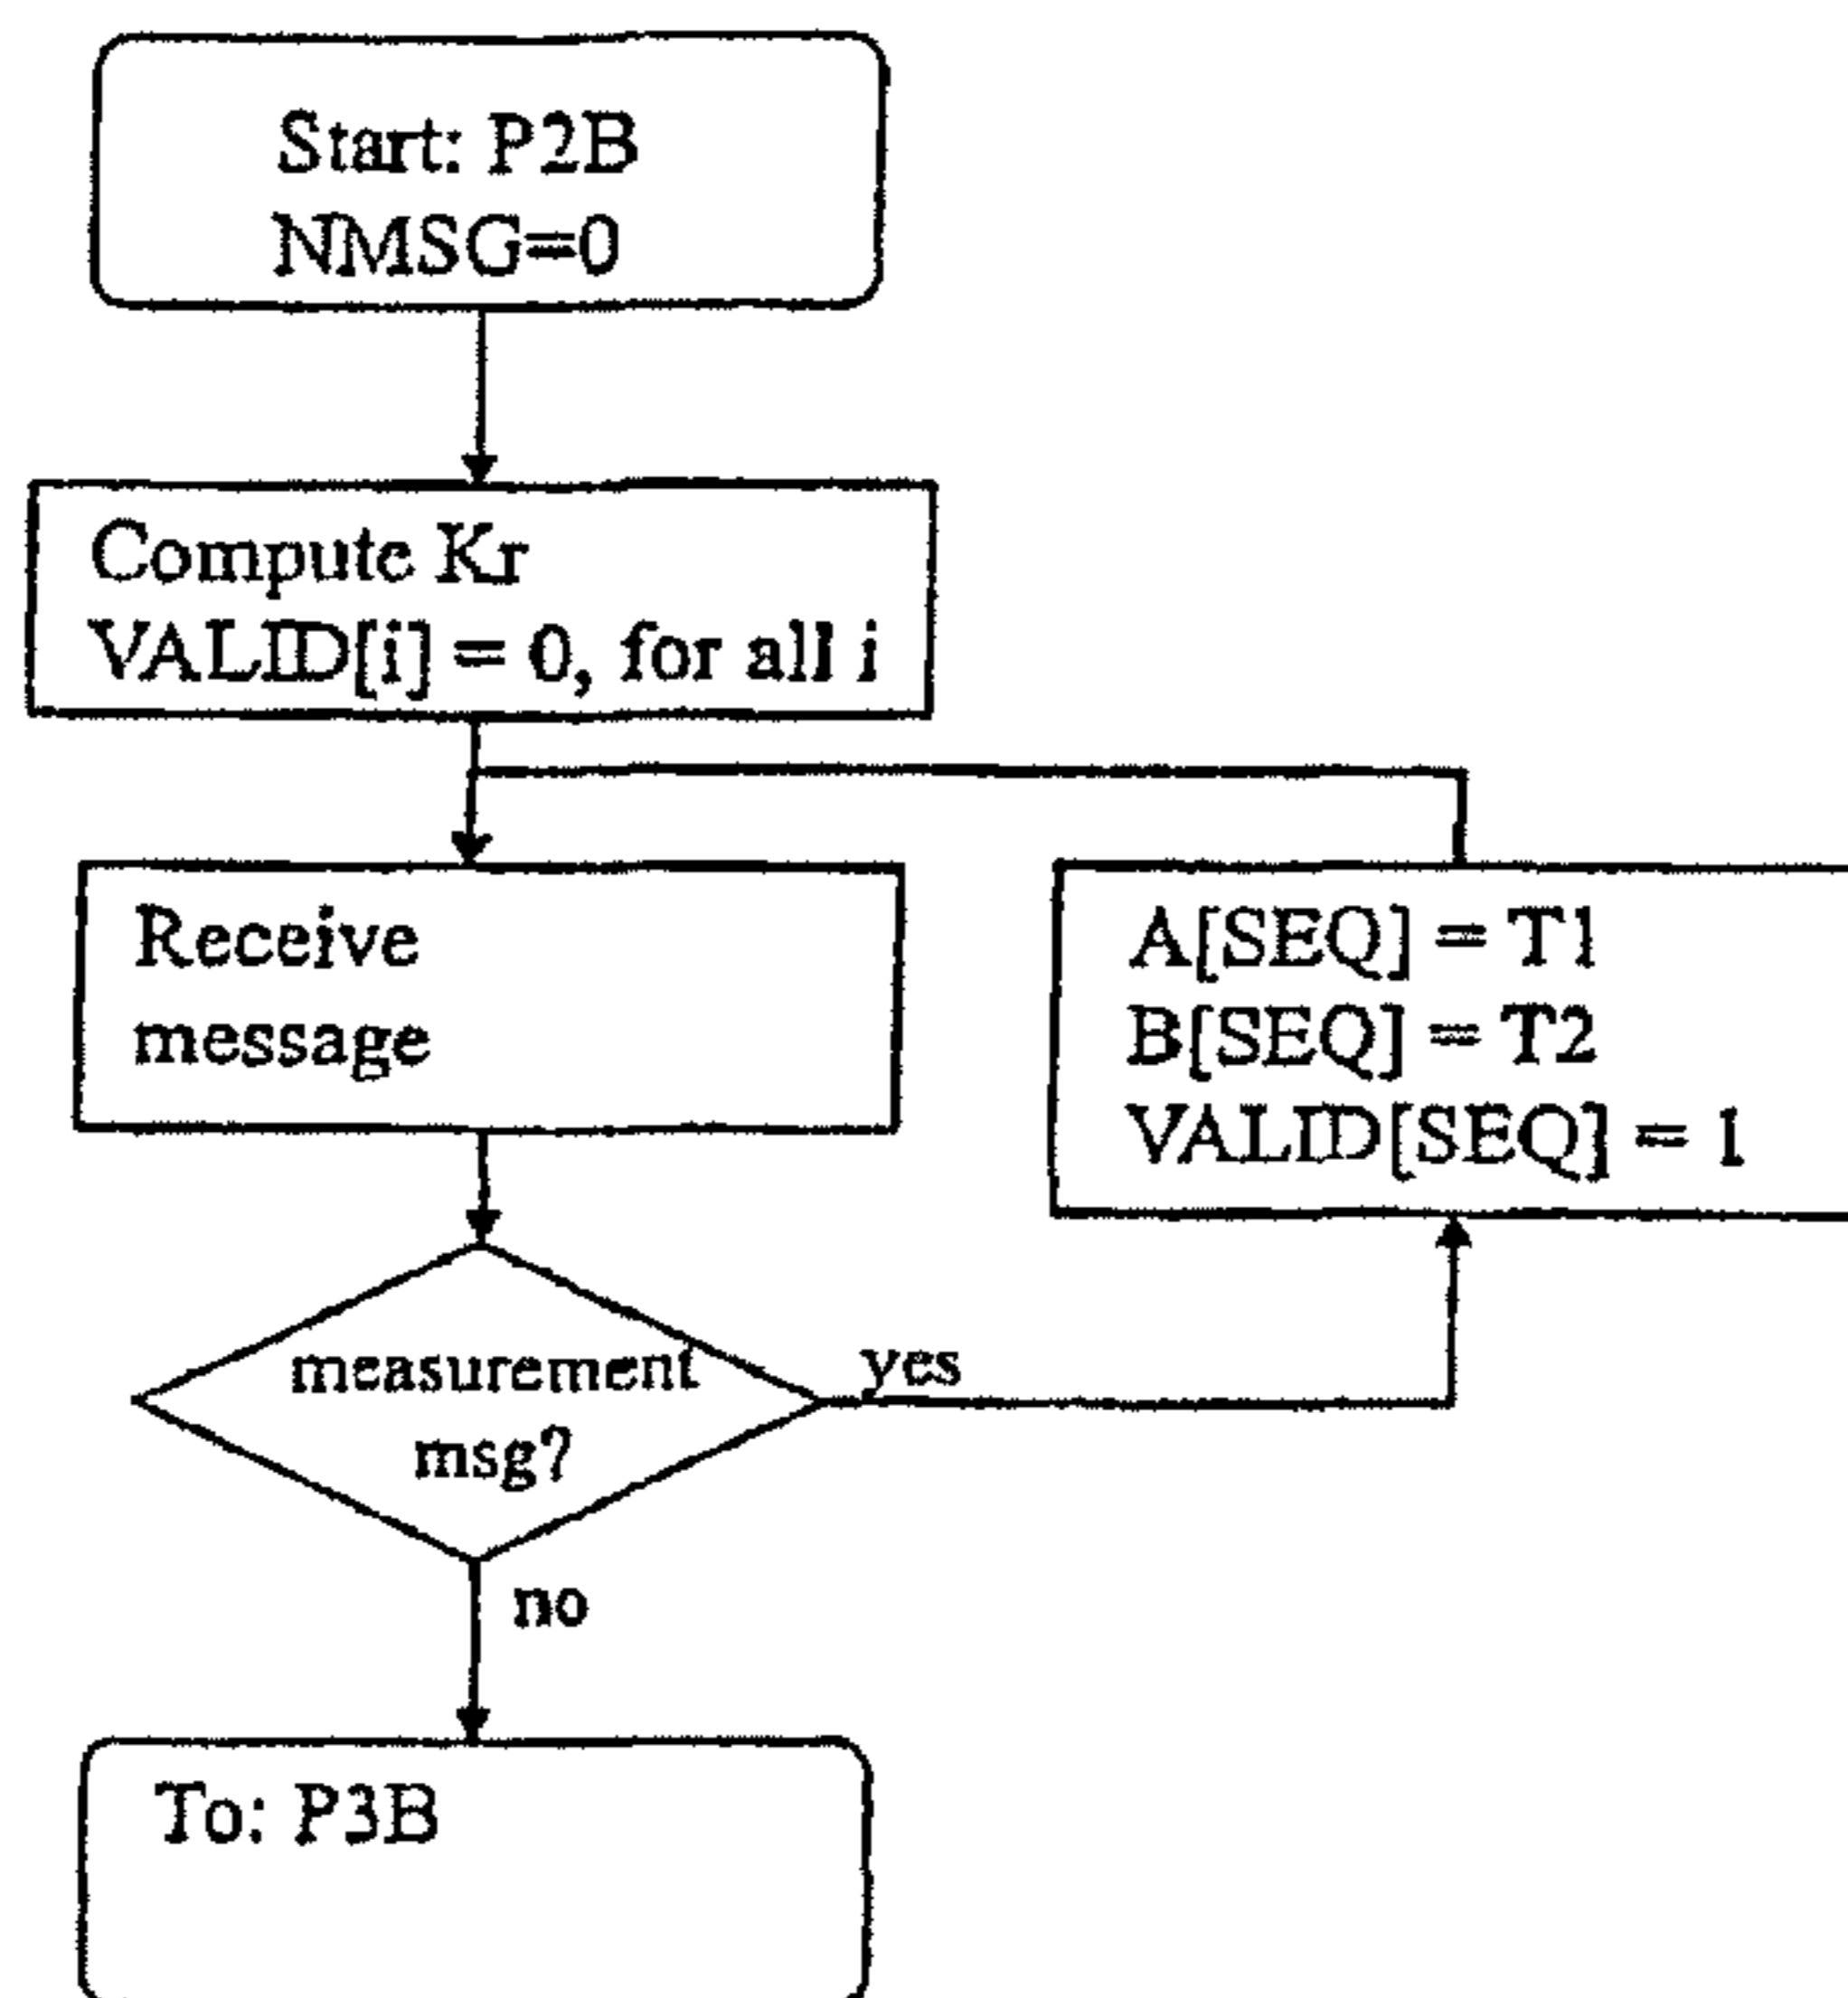 Start: P2B
NMSG=0
Compute Kr
VALID[i] = 0, for all i
Receive
message
A[SEQ] = T1
B[SEQ] = T2
VALID[SEQ] = 1
measurement
msg?
yes
no
To: P3B